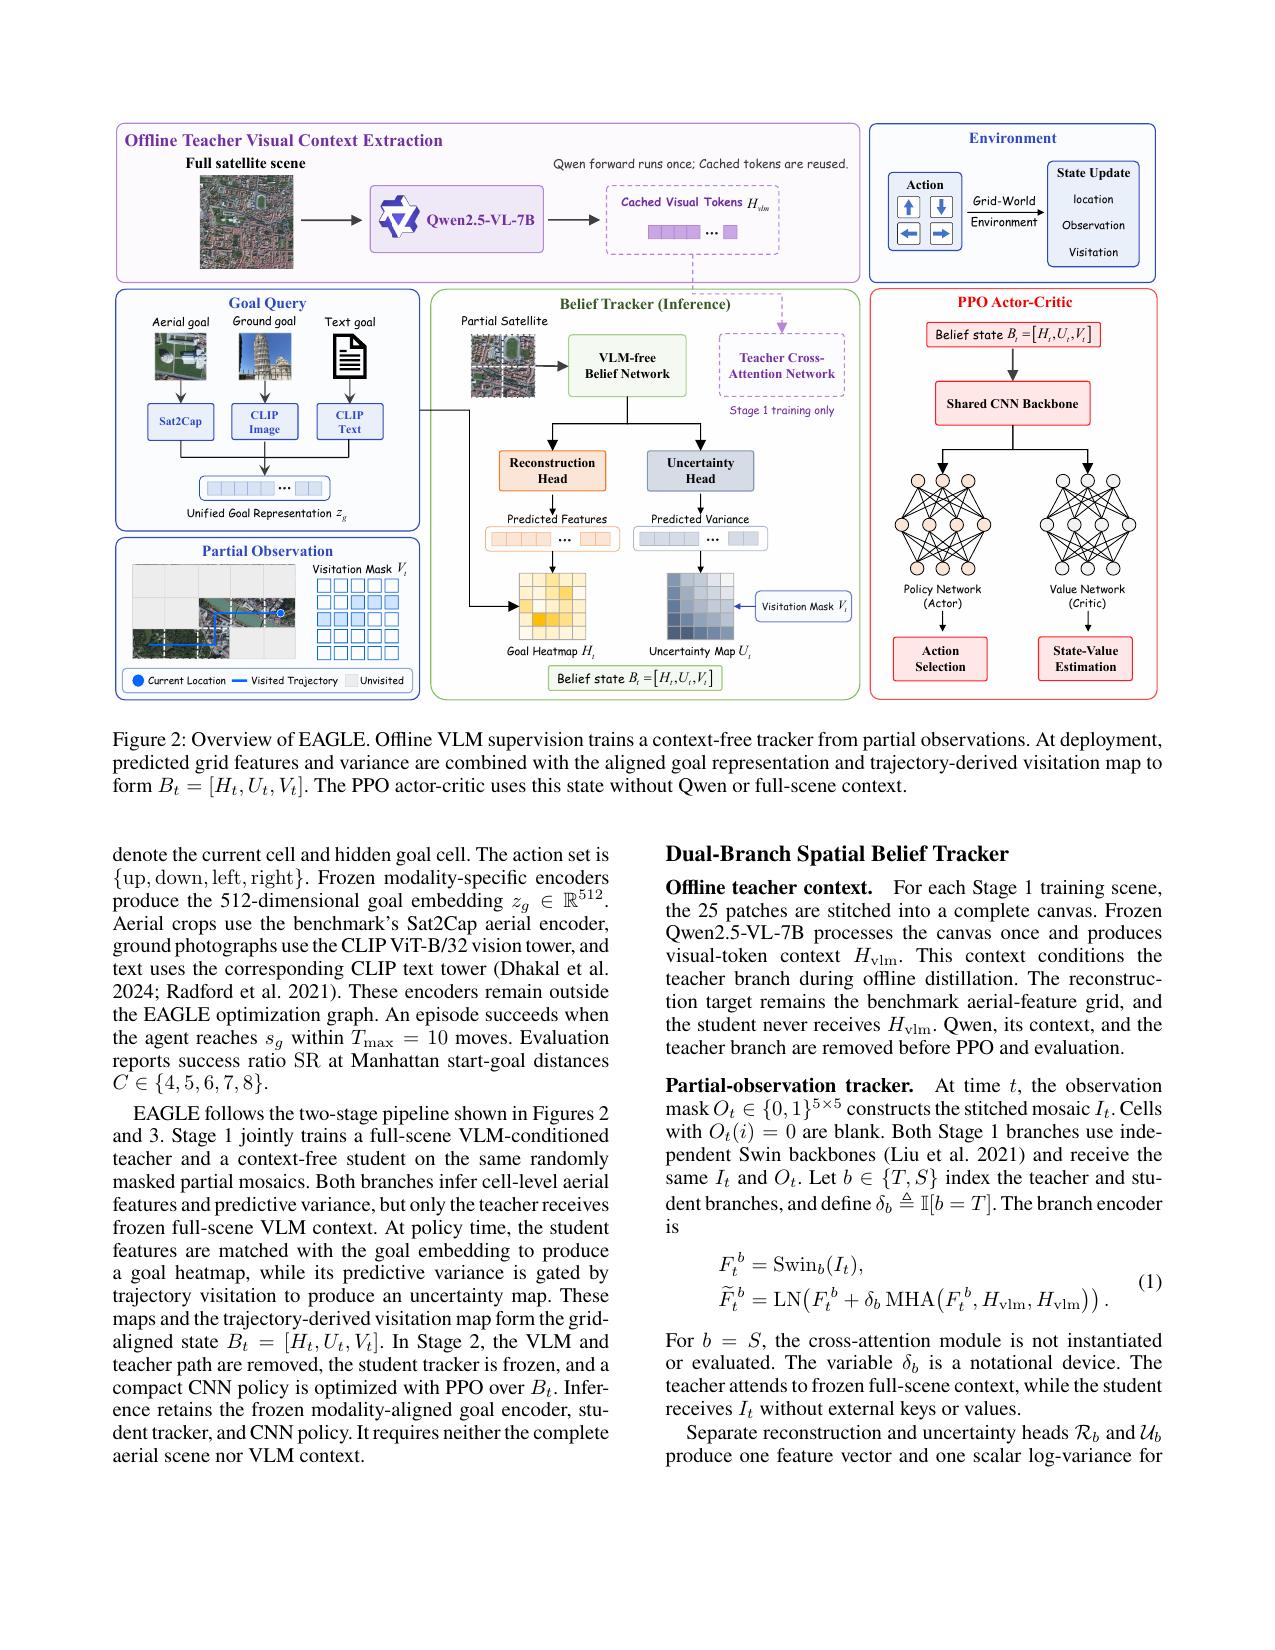 Offline Teacher Visual Context Extraction
Full satellite scene
Qwen forward runs once; Cached tokens are reused.
Qwen2.5-VL-7B
Cached Visual Tokens H_vlm
...
Environment
Action
Grid-World
Environment
State Update
location
Observation
Visitation
Goal Query
Aerial goal
Ground goal
Text goal
Sat2Cap
CLIP
Image
CLIP
Text
...
Unified Goal Representation z_g
Partial Observation
Visitation Mask V_t
Current Location
Visited Trajectory
Unvisited
Belief Tracker (Inference)
Partial Satellite
VLM-free
Belief Network
Teacher Cross-
Attention Network
Stage 1 training only
Reconstruction
Head
Uncertainty
Head
Predicted Features
Predicted Variance
...
...
Visitation Mask V_t
Goal Heatmap H_t
Uncertainty Map U_t
Belief state B_t = [H_t, U_t, V_t]
PPO Actor-Critic
Belief state B_t = [H_t, U_t, V_t]
Shared CNN Backbone
Policy Network
(Actor)
Value Network
(Critic)
Action
Selection
State-Value
Estimation
Figure 2: Overview of EAGLE. Offline VLM supervision trains a context-free tracker from partial observations. At deployment,
predicted grid features and variance are combined with the aligned goal representation and trajectory-derived visitation map to
form B_t = [H_t, U_t, V_t]. The PPO actor-critic uses this state without Qwen or full-scene context.
denote the current cell and hidden goal cell. The action set is
{up, down, left, right}. Frozen modality-specific encoders
produce the 512-dimensional goal embedding z_g ∈ ℝ^512.
Aerial crops use the benchmark's Sat2Cap aerial encoder,
ground photographs use the CLIP ViT-B/32 vision tower, and
text uses the corresponding CLIP text tower (Dhakal et al.
2024; Radford et al. 2021). These encoders remain outside
the EAGLE optimization graph. An episode succeeds when
the agent reaches s_g within T_max = 10 moves. Evaluation
reports success ratio SR at Manhattan start-goal distances
C ∈ {4, 5, 6, 7, 8}.
EAGLE follows the two-stage pipeline shown in Figures 2
and 3. Stage 1 jointly trains a full-scene VLM-conditioned
teacher and a context-free student on the same randomly
masked partial mosaics. Both branches infer cell-level aerial
features and predictive variance, but only the teacher receives
frozen full-scene VLM context. At policy time, the student
features are matched with the goal embedding to produce
a goal heatmap, while its predictive variance is gated by
trajectory visitation to produce an uncertainty map. These
maps and the trajectory-derived visitation map form the grid-
aligned state B_t = [H_t, U_t, V_t]. In Stage 2, the VLM and
teacher path are removed, the student tracker is frozen, and a
compact CNN policy is optimized with PPO over B_t. Infer-
ence retains the frozen modality-aligned goal encoder, stu-
dent tracker, and CNN policy. It requires neither the complete
aerial scene nor VLM context.
Dual-Branch Spatial Belief Tracker
Offline teacher context. For each Stage 1 training scene,
the 25 patches are stitched into a complete canvas. Frozen
Qwen2.5-VL-7B processes the canvas once and produces
visual-token context H_vlm. This context conditions the
teacher branch during offline distillation. The reconstruc-
tion target remains the benchmark aerial-feature grid, and
the student never receives H_vlm. Qwen, its context, and the
teacher branch are removed before PPO and evaluation.
Partial-observation tracker. At time t, the observation
mask O_t ∈ {0, 1}^5×5 constructs the stitched mosaic I_t. Cells
with O_t(i) = 0 are blank. Both Stage 1 branches use inde-
pendent Swin backbones (Liu et al. 2021) and receive the
same I_t and O_t. Let b ∈ {T, S} index the teacher and stu-
dent branches, and define δ_b ≜ 𝕀[b = T]. The branch encoder
is
F_t^b = Swin_b(I_t),
F̃_t^b = LN(F_t^b + δ_b MHA(F_t^b, H_vlm, H_vlm)). (1)
For b = S, the cross-attention module is not instantiated
or evaluated. The variable δ_b is a notational device. The
teacher attends to frozen full-scene context, while the student
receives I_t without external keys or values.
Separate reconstruction and uncertainty heads ℛ_b and 𝒰_b
produce one feature vector and one scalar log-variance for